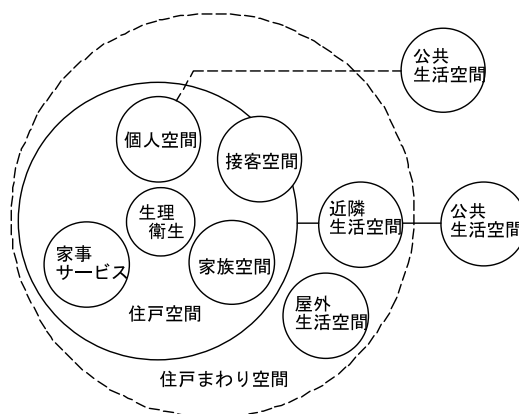 公共
生活空間
個人空間
接客空間
生理
衛生
近隣
生活空間
公共
生活空間
家事
サービス
家族空間
屋外
生活空間
住戸空間
住戸まわり空間